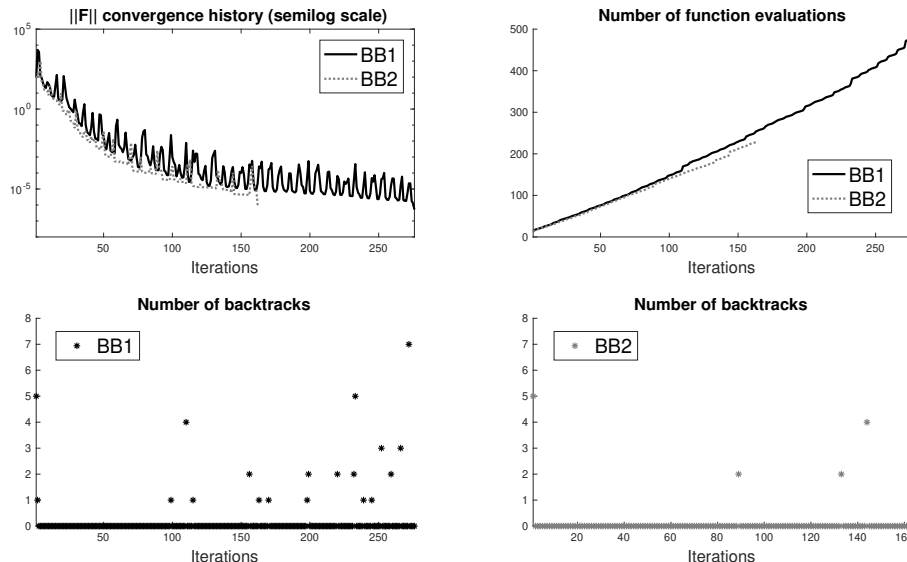 ||F|| convergence history (semilog scale)
10^5
10^0
10^-5
50 100 150 200 250
Iterations
BB1
BB2
Number of function evaluations
500
400
300
200
100
0
50 100 150 200 250
Iterations
BB1
BB2
Number of backtracks
8
7
6
5
4
3
2
1
0
50 100 150 200 250
Iterations
BB1
Number of backtracks
8
7
6
5
4
3
2
1
0
20 40 60 80 100 120 140
Iterations
BB2